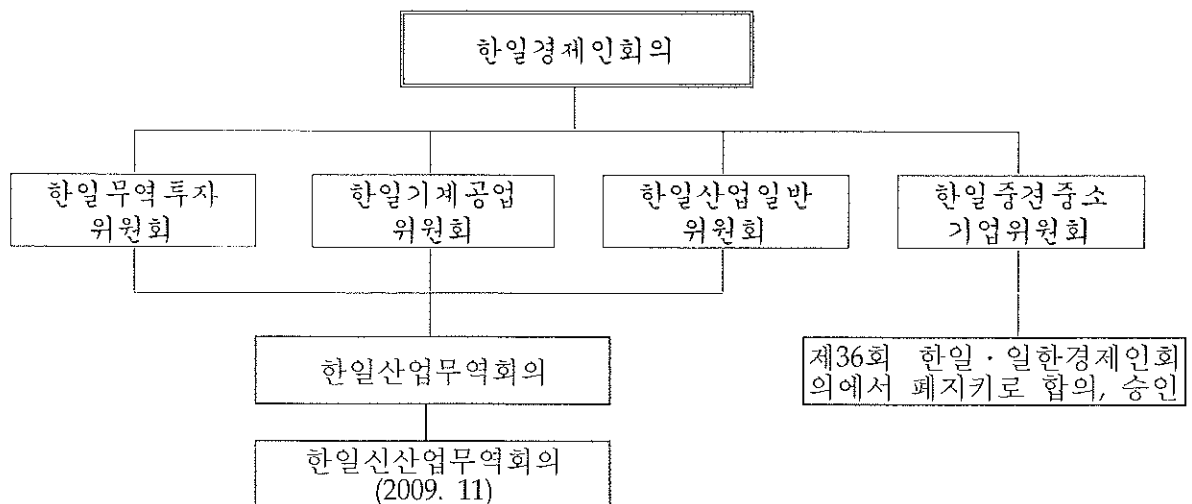 한일경제인회의
한일무역투자
위원회
한일기계공업
위원회
한일산업일반
위원회
한일중견중소
기업위원회
한일산업무역회의
제36회 한일·일한경제인회
의에서 폐지키로 합의, 승인
한일신산업무역회의
(2009. 11)